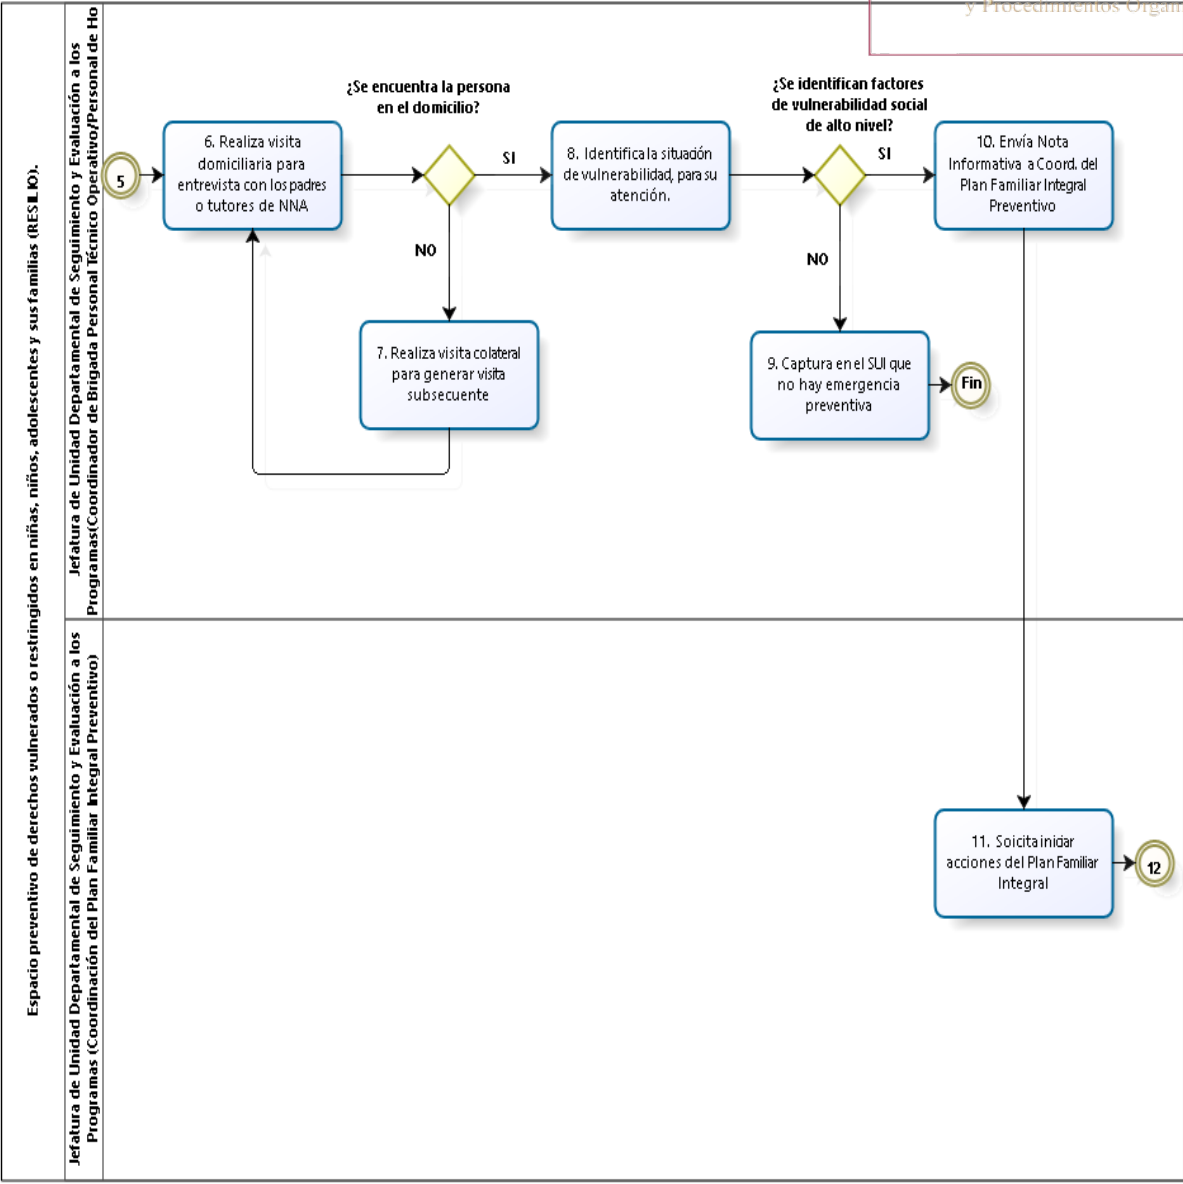 y Procedimientos Organ
Espacio preventivo de derechos vulnerados o restringidos en niñas, niños, adolescentes y sus familias (RESILIO).
Jefatura de Unidad Departamental de Seguimiento y Evaluación a los
Programas(Coordinador de Brigada Personal Técnico Operativo/Personal de Ho
5
6. Realiza visita
domiciliaria para
entrevista con los padres
o tutores de NNA
¿Se encuentra la persona
en el domicilio?
SI
NO
7. Realiza visita colateral
para generar visita
subsecuente
8. Identifica la situación
de vulnerabilidad, para su
atención.
¿Se identifican factores
de vulnerabilidad social
de alto nivel?
SI
NO
9. Captura en el SUI que
no hay emergencia
preventiva
Fin
10. Envía Nota
Informativa a Coord. del
Plan Familiar Integral
Preventivo
Jefatura de Unidad Departamental de Seguimiento y Evaluación a los
Programas (Coordinación del Plan Familiar Integral Preventivo)
11. Soicita iniciar
acciones del Plan Familiar
Integral
12